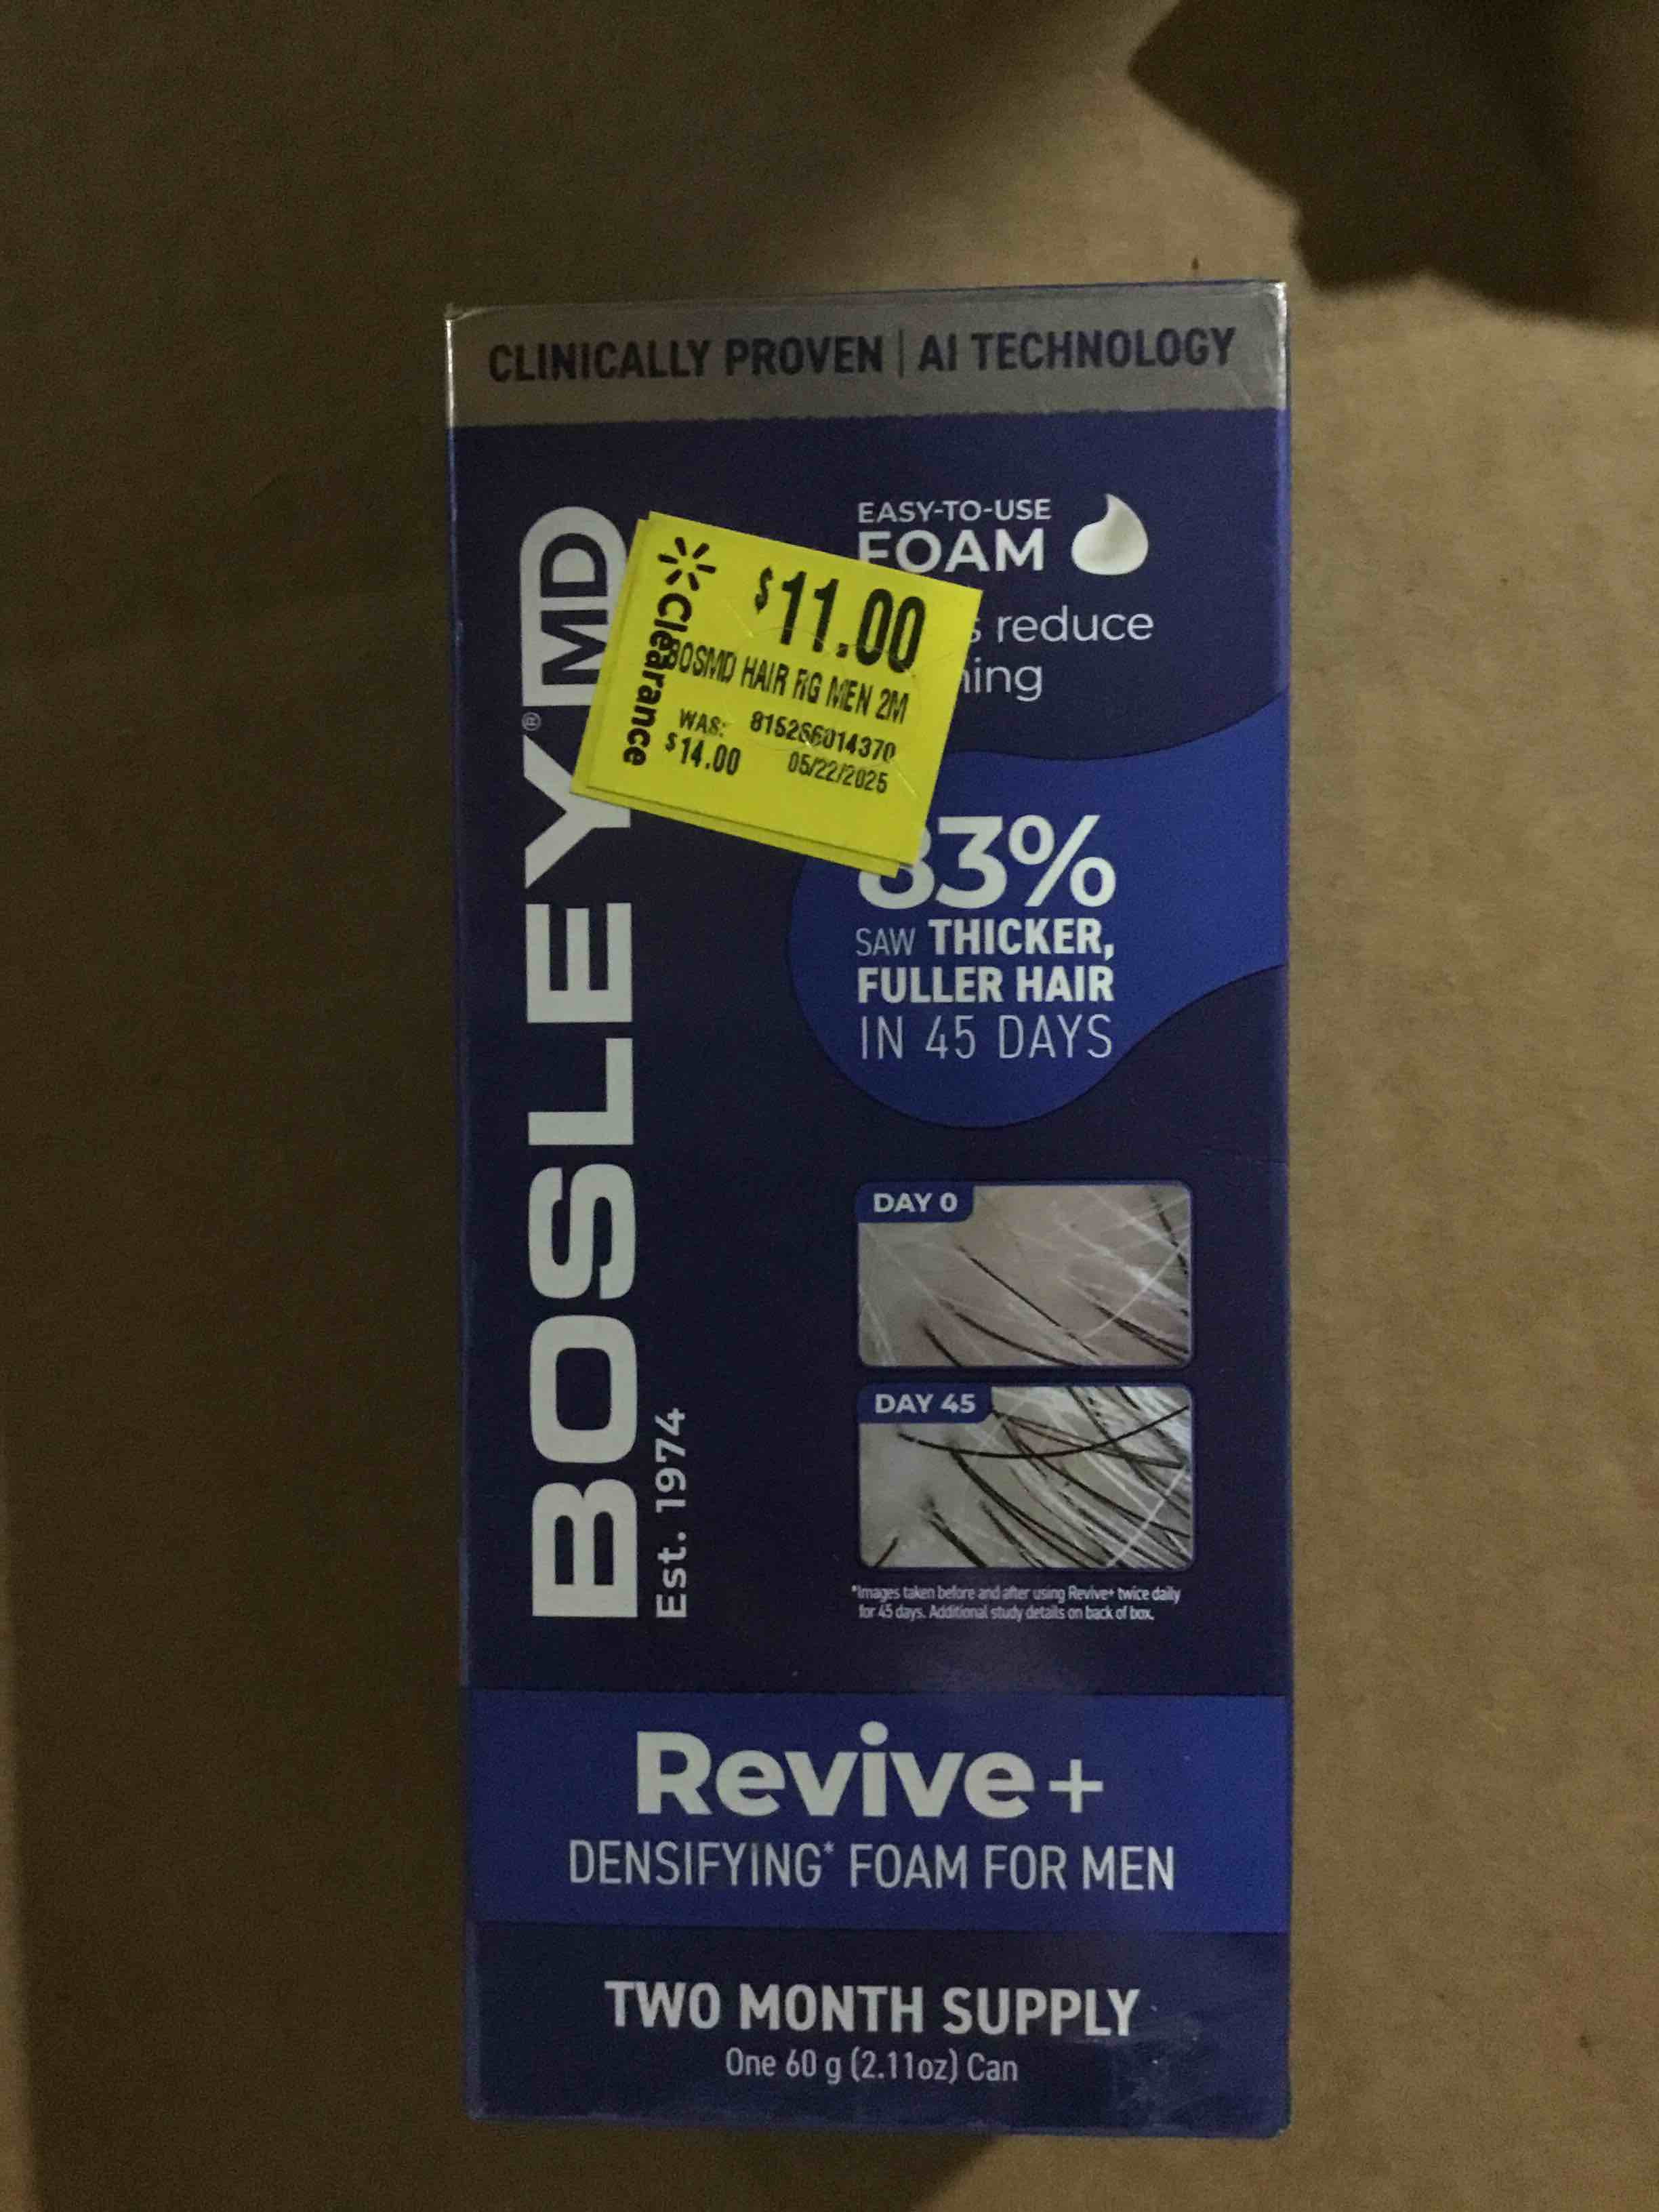 CLINICALLY PROVEN | AI TECHNOLOGY
BOSLEY® MD
Est. 1974
EASY-TO-USE
FOAM
reduce
Clearance
$11.00
BOSMD HAIR RG MEN 2M
WAS: 815266014370
$14.00 05/22/2025
83%
SAW THICKER,
FULLER HAIR
IN 45 DAYS
DAY 0
DAY 45
*Images taken before and after using Revive+ twice daily
for 45 days. Additional study details on back of box.
Revive+
DENSIFYING* FOAM FOR MEN
TWO MONTH SUPPLY
One 60 g (2.11oz) Can